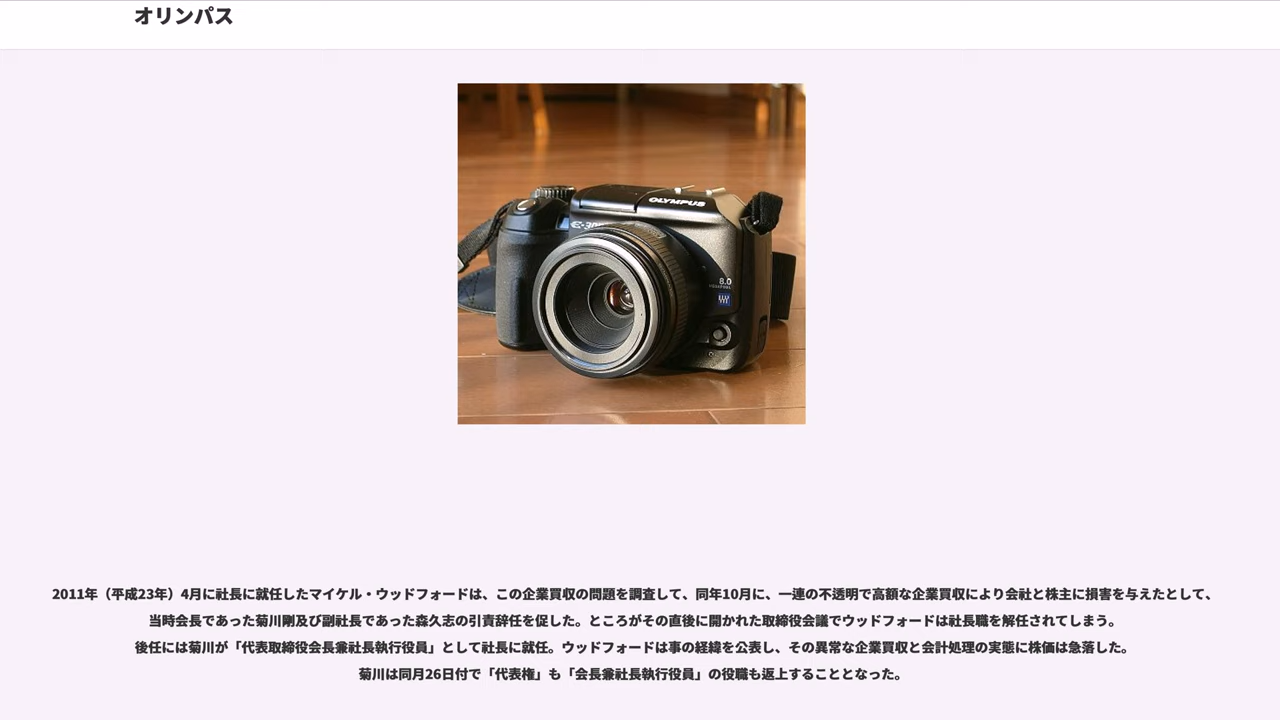 オリンパス
OLYMPUS
8.0
2011年（平成23年）4月に社長に就任したマイケル・ウッドフォードは、この企業買収の問題を調査して、同年10月に、一連の不透明で高額な企業買収により会社と株主に損害を与えたとして、
当時会長であった菊川剛及び副社長であった森久志の引責辞任を促した。ところがその直後に開かれた取締役会議でウッドフォードは社長職を解任されてしまう。
後任には菊川が「代表取締役会長兼社長執行役員」として社長に就任。ウッドフォードは事の経緯を公表し、その異常な企業買収と会計処理の実態に株価は急落した。
菊川は同月26日付で「代表権」も「会長兼社長執行役員」の役職も返上することとなった。